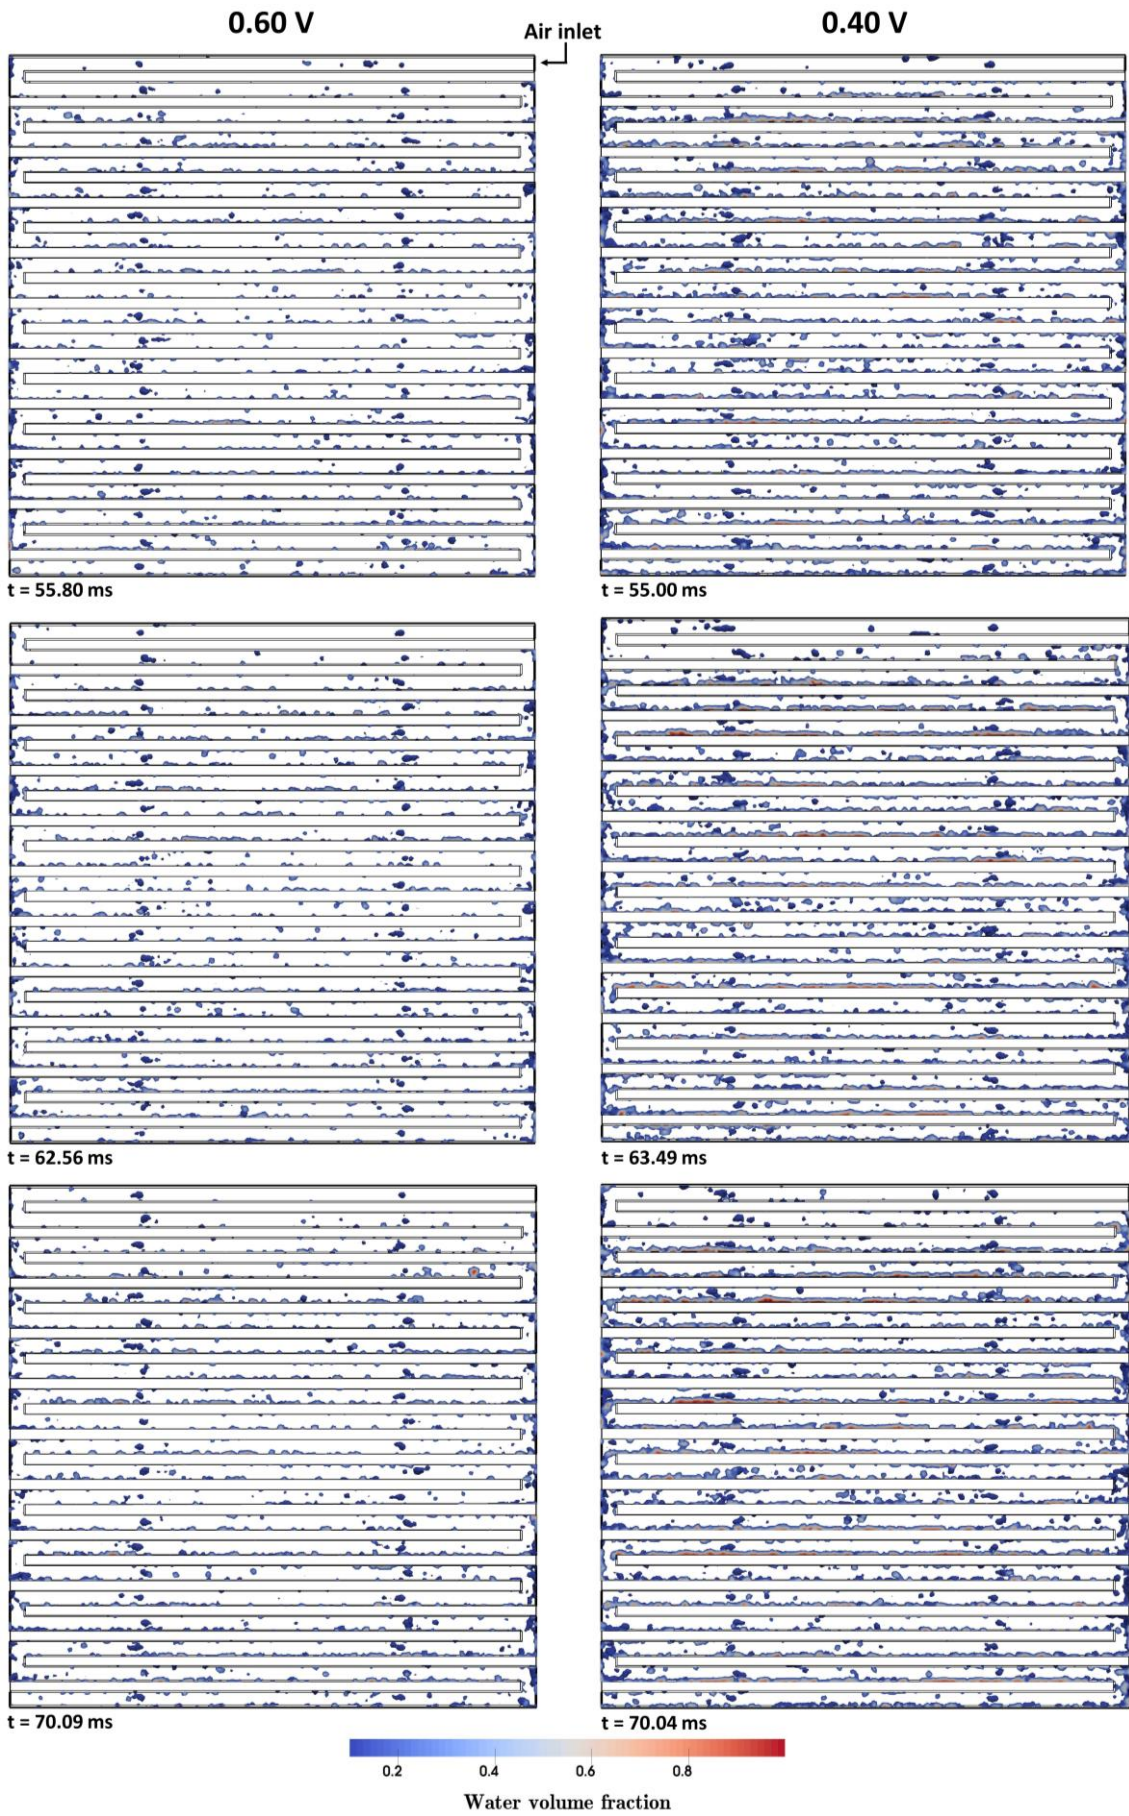 0.60 V
Air inlet
0.40 V
t = 55.80 ms
t = 55.00 ms
t = 62.56 ms
t = 63.49 ms
t = 70.09 ms
t = 70.04 ms
0.2 0.4 0.6 0.8
Water volume fraction